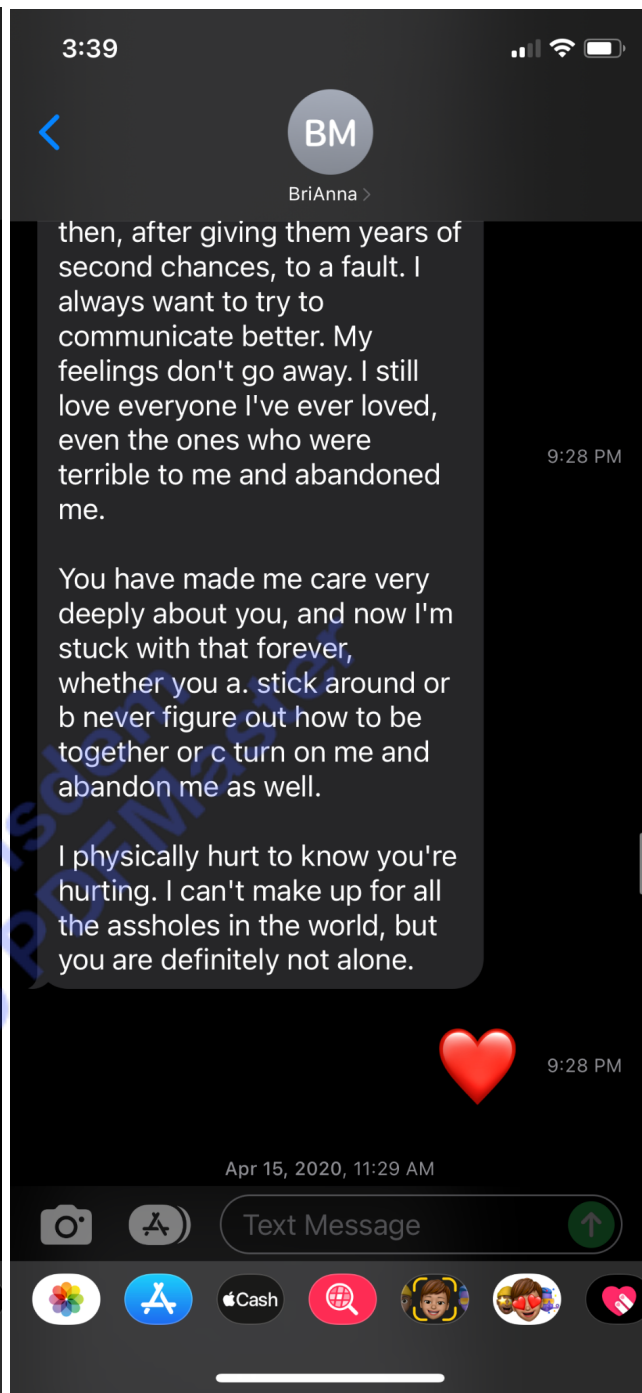 3:39
BM
BriAnna
then, after giving them years of
second chances, to a fault. I
always want to try to
communicate better. My
feelings don't go away. I still
love everyone I've ever loved,
even the ones who were
terrible to me and abandoned
me.
9:28 PM
You have made me care very
deeply about you, and now I'm
stuck with that forever,
whether you a. stick around or
b never figure out how to be
together or c turn on me and
abandon me as well.
I physically hurt to know you're
hurting. I can't make up for all
the assholes in the world, but
you are definitely not alone.
9:28 PM
Apr 15, 2020, 11:29 AM
Text Message
Cash
PDFMaster